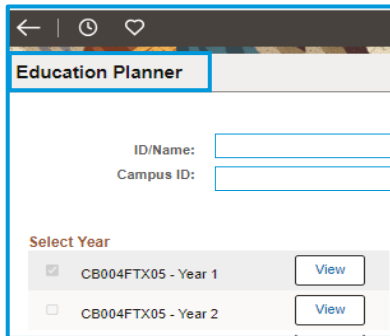 Education Planner
ID/Name:
Campus ID:
Select Year
CB004FTX05 - Year 1 View
CB004FTX05 - Year 2 View